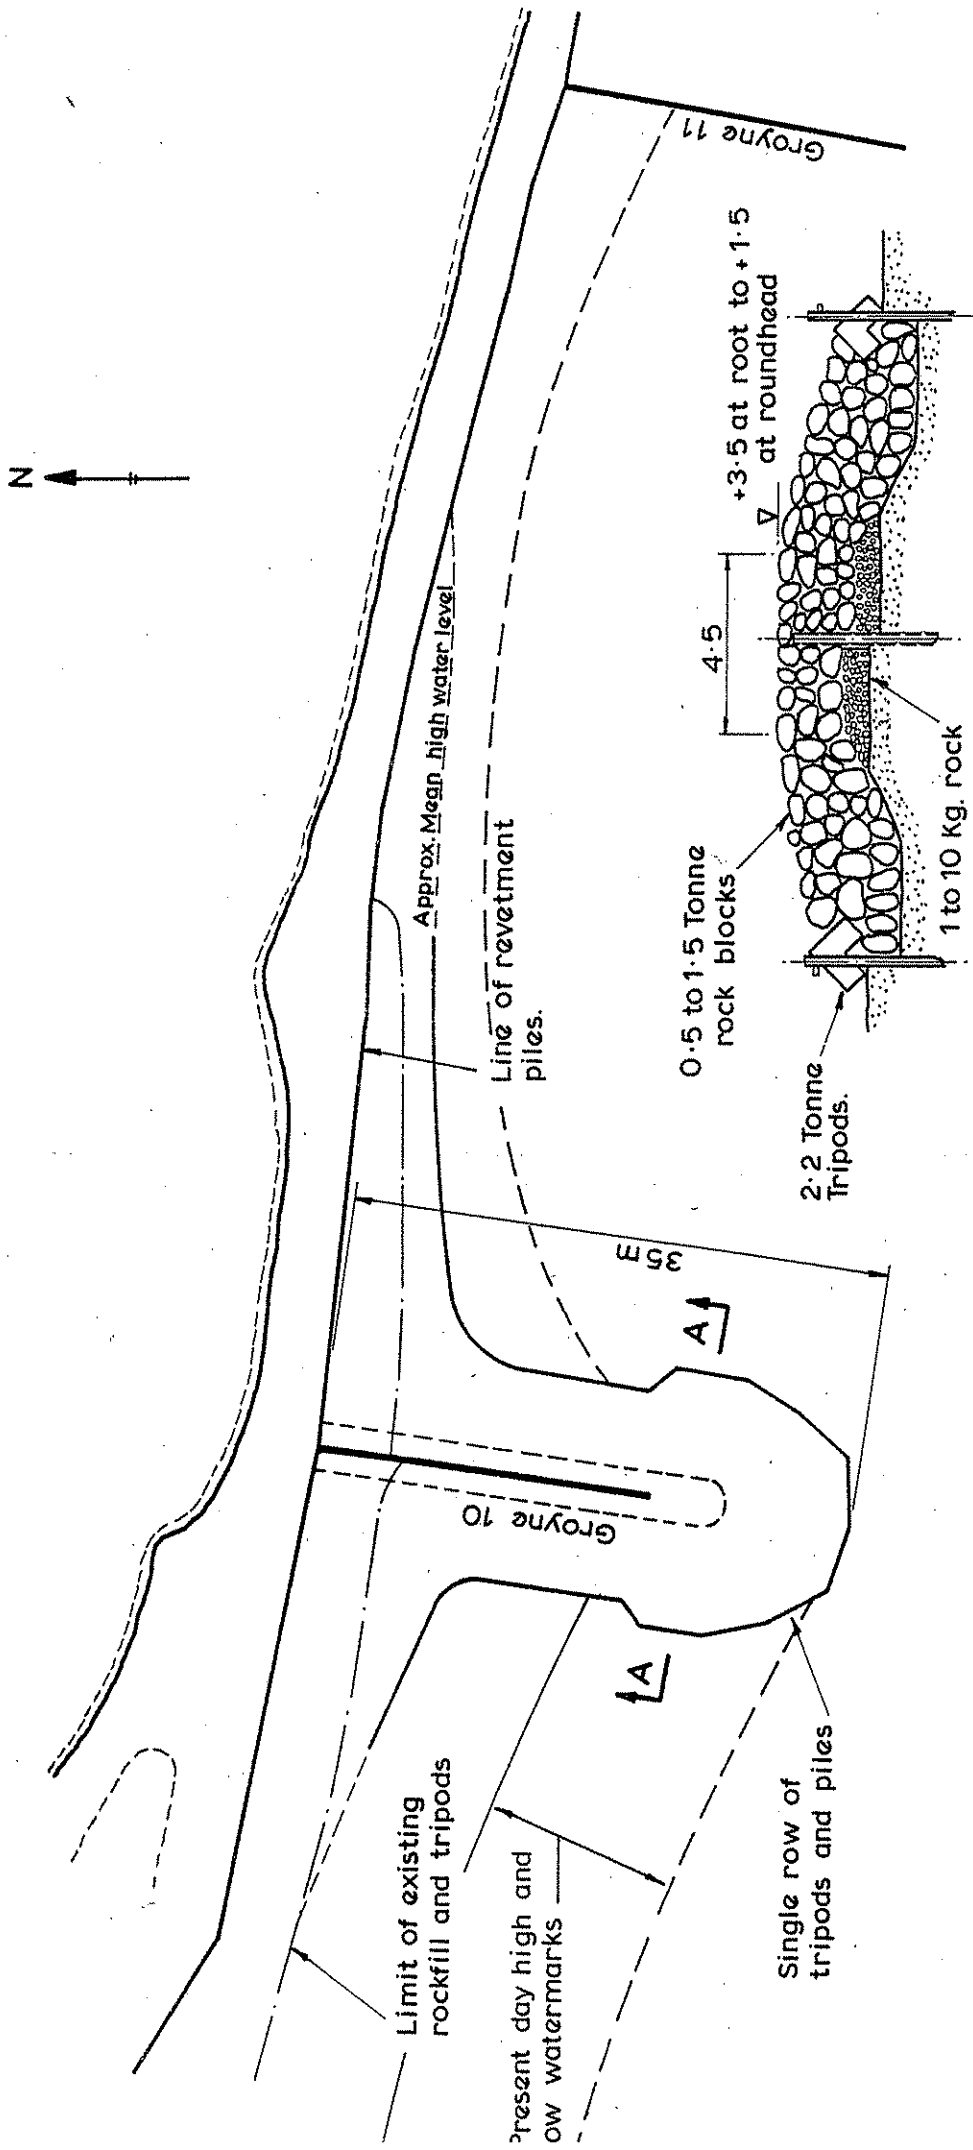 N
Groyne 11
Approx. Mean high water level
Line of revetment
piles.
35m
A
A
Groyne 10
Limit of existing
rockfill and tripods
Present day high and
ow watermarks
Single row of
tripods and piles
+3·5 at root to +1·5
at roundhead
4·5
0·5 to 1·5 Tonne
rock blocks
2·2 Tonne
Tripods.
1 to 10 Kg. rock